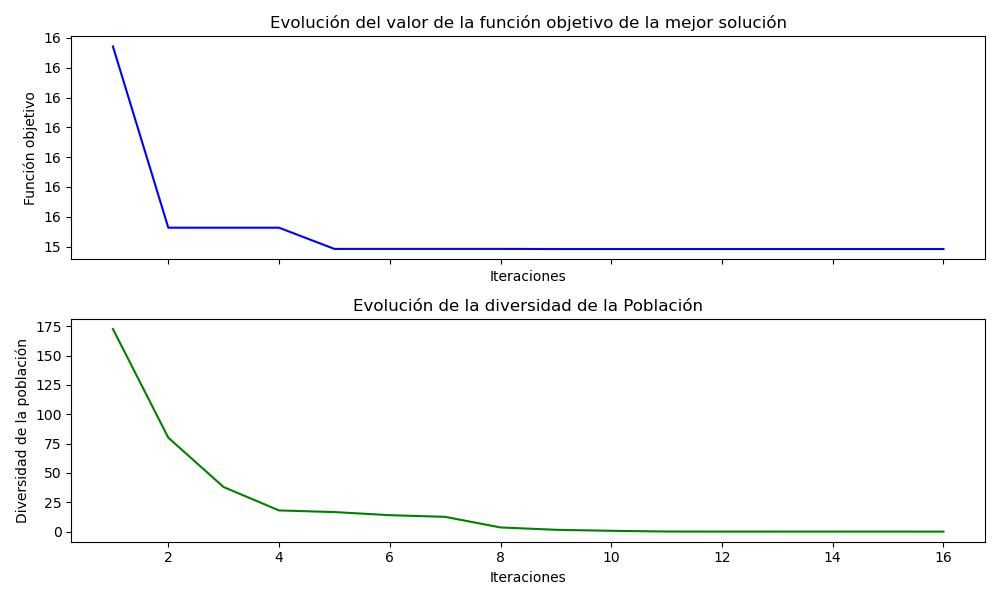 Evolución del valor de la función objetivo de la mejor solución
Función objetivo
16
16
16
16
16
16
16
15
Iteraciones
Evolución de la diversidad de la Población
Diversidad de la población
175
150
125
100
75
50
25
0
2 4 6 8 10 12 14 16
Iteraciones